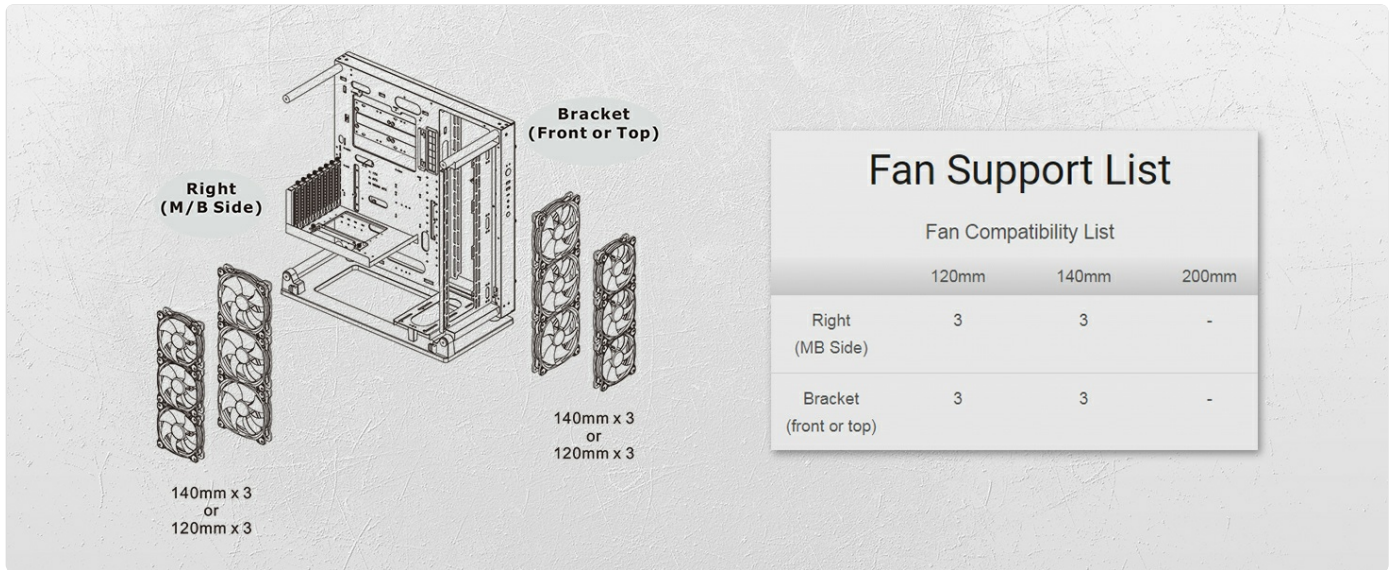 Bracket
(Front or Top)
Right
(M/B Side)
140mm x 3
or
120mm x 3
140mm x 3
or
120mm x 3
Fan Support List
Fan Compatibility List
120mm 140mm 200mm
Right 3 3 -
(MB Side)
Bracket 3 3 -
(front or top)